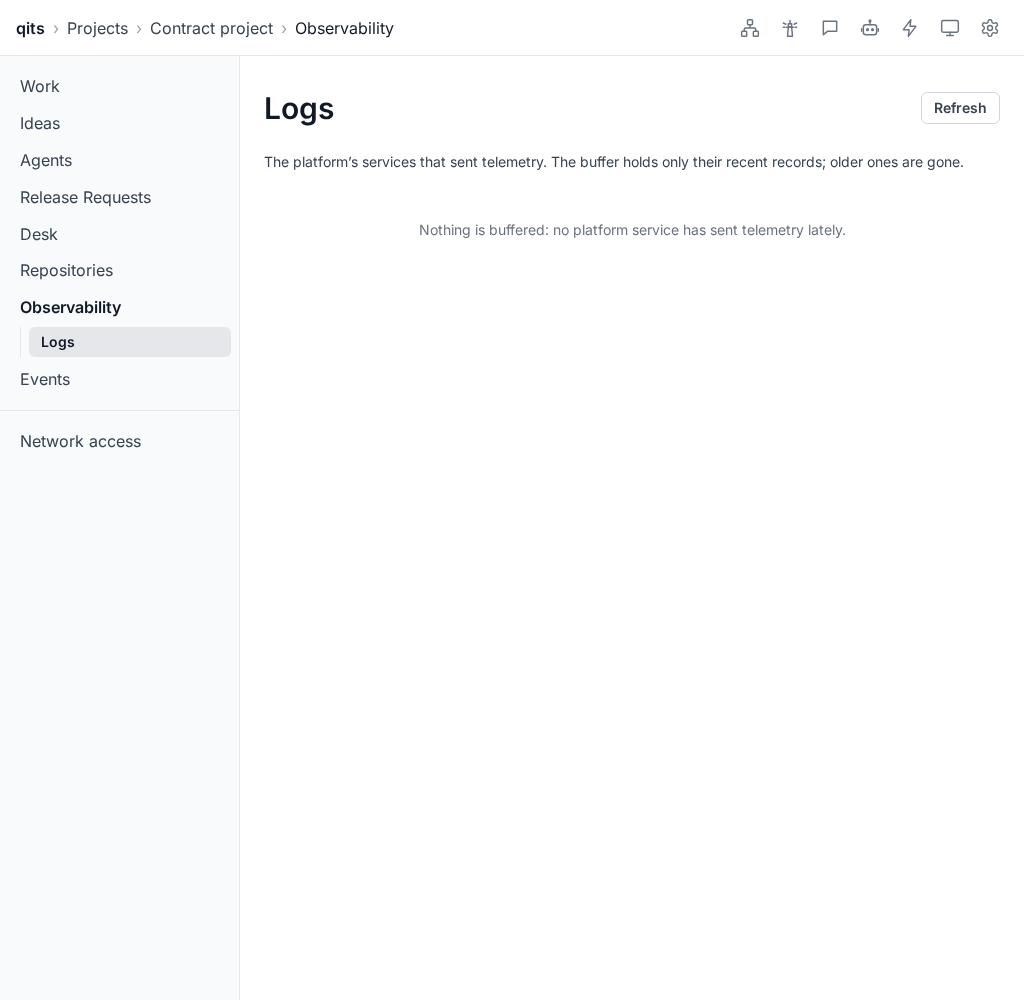 qits › Projects › Contract project › Observability
Work
Ideas
Agents
Release Requests
Desk
Repositories
Observability
Logs
Events
Network access
Logs
Refresh
The platform’s services that sent telemetry. The buffer holds only their recent records; older ones are gone.
Nothing is buffered: no platform service has sent telemetry lately.